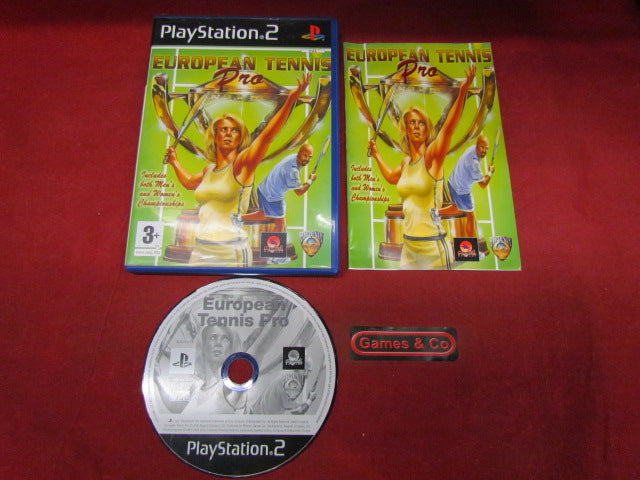 PlayStation 2
EUROPEAN TENNIS
Pro
Includes
both Men's
and Women's
Championships
3+
PHOENIX
EUROPEAN TENNIS
Pro
Includes
both Men's
and Women's
Championships
European
Tennis Pro
PlayStation 2
Games & Co